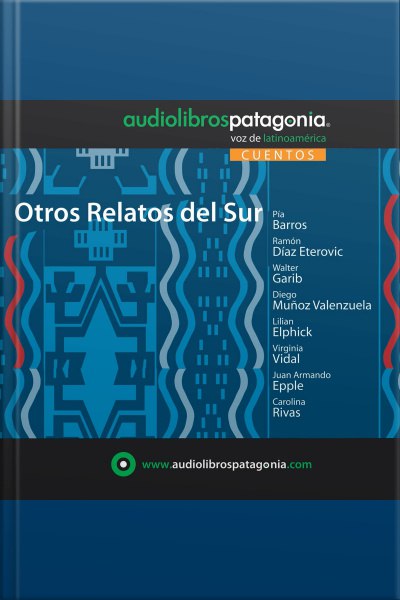 audiolibrospatagonia®
voz de latinoamérica
CUENTOS
Otros Relatos del Sur
Pía
Barros
Ramón
Díaz Eterovic
Walter
Garib
Diego
Muñoz Valenzuela
Lilian
Elphick
Virginia
Vidal
Juan Armando
Epple
Carolina
Rivas
www.audiolibrospatagonia.com